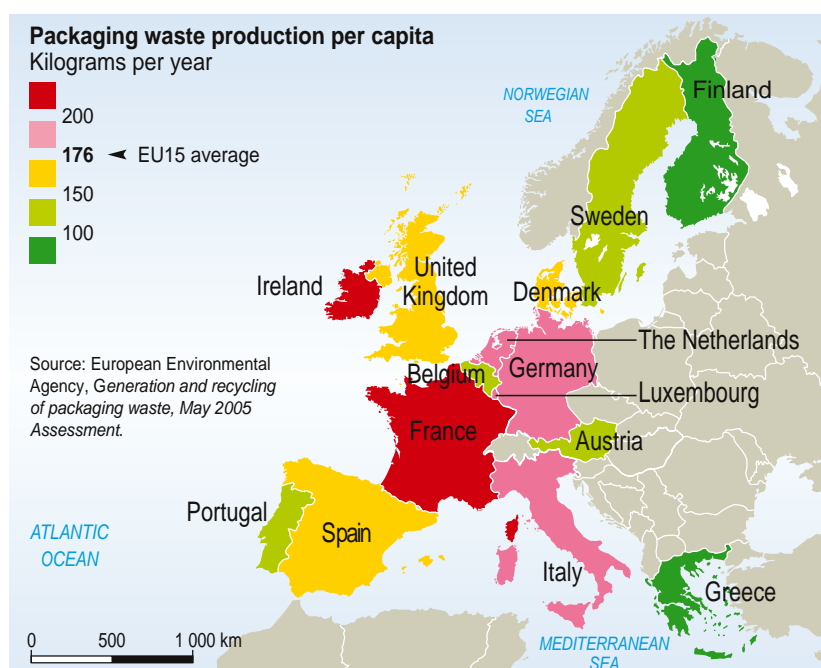 Packaging waste production per capita
Kilograms per year
200
176 ◄ EU15 average
150
100
NORWEGIAN
SEA
Finland
Sweden
Ireland
United
Kingdom
Denmark
The Netherlands
Source: European Environmental
Agency, Generation and recycling
of packaging waste, May 2005
Assessment.
Belgium
Germany
Luxembourg
France
Austria
Portugal
Spain
ATLANTIC
OCEAN
Italy
Greece
0 500 1 000 km
MEDITERRANEAN
SEA